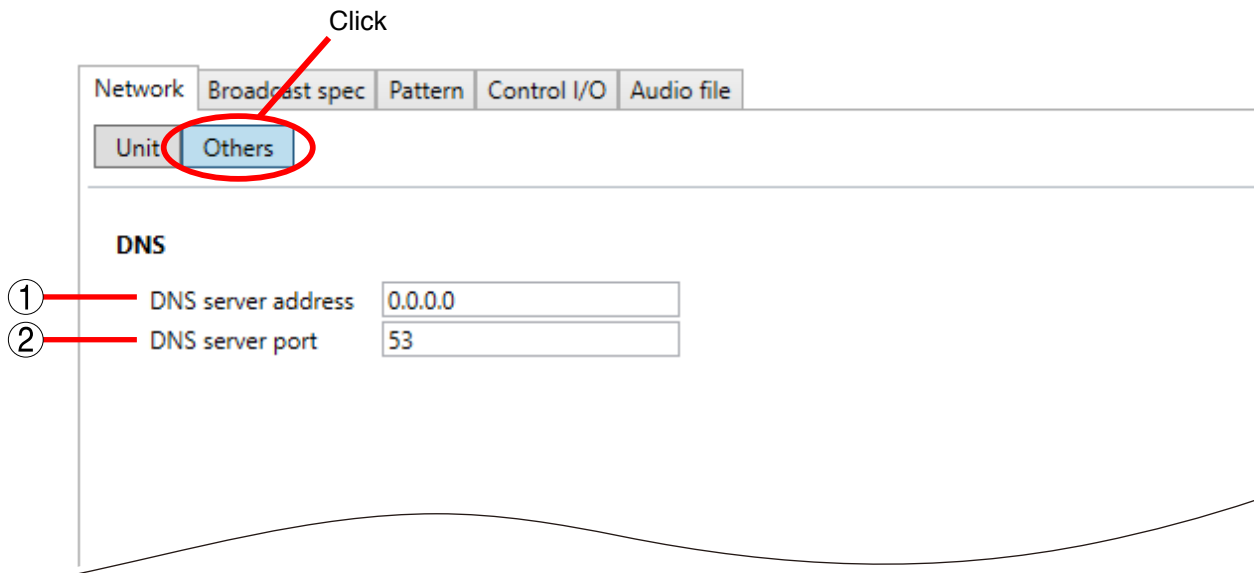 Click
Network Broadcast spec Pattern Control I/O Audio file
Unit Others
DNS
① DNS server address 0.0.0.0
② DNS server port 53